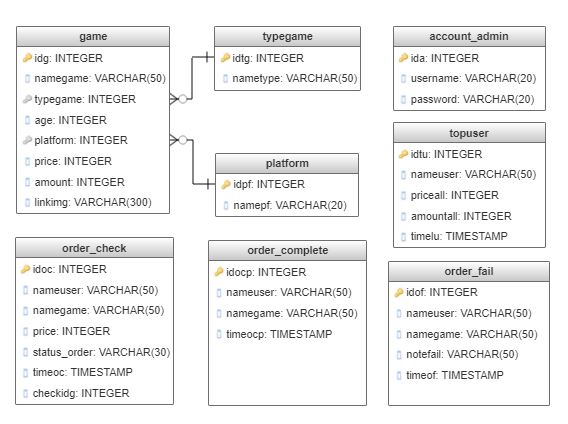 game
idg: INTEGER
namegame: VARCHAR(50)
typegame: INTEGER
age: INTEGER
platform: INTEGER
price: INTEGER
amount: INTEGER
linkimg: VARCHAR(300)
typegame
idtg: INTEGER
nametype: VARCHAR(50)
platform
idpf: INTEGER
namepf: VARCHAR(20)
account_admin
ida: INTEGER
username: VARCHAR(20)
password: VARCHAR(20)
topuser
idtu: INTEGER
nameuser: VARCHAR(50)
priceall: INTEGER
amountall: INTEGER
timelu: TIMESTAMP
order_check
idoc: INTEGER
nameuser: VARCHAR(50)
namegame: VARCHAR(50)
price: INTEGER
status_order: VARCHAR(30)
timeoc: TIMESTAMP
checkidg: INTEGER
order_complete
idocp: INTEGER
nameuser: VARCHAR(50)
namegame: VARCHAR(50)
timeocp: TIMESTAMP
order_fail
idof: INTEGER
nameuser: VARCHAR(50)
namegame: VARCHAR(50)
notefail: VARCHAR(50)
timeof: TIMESTAMP